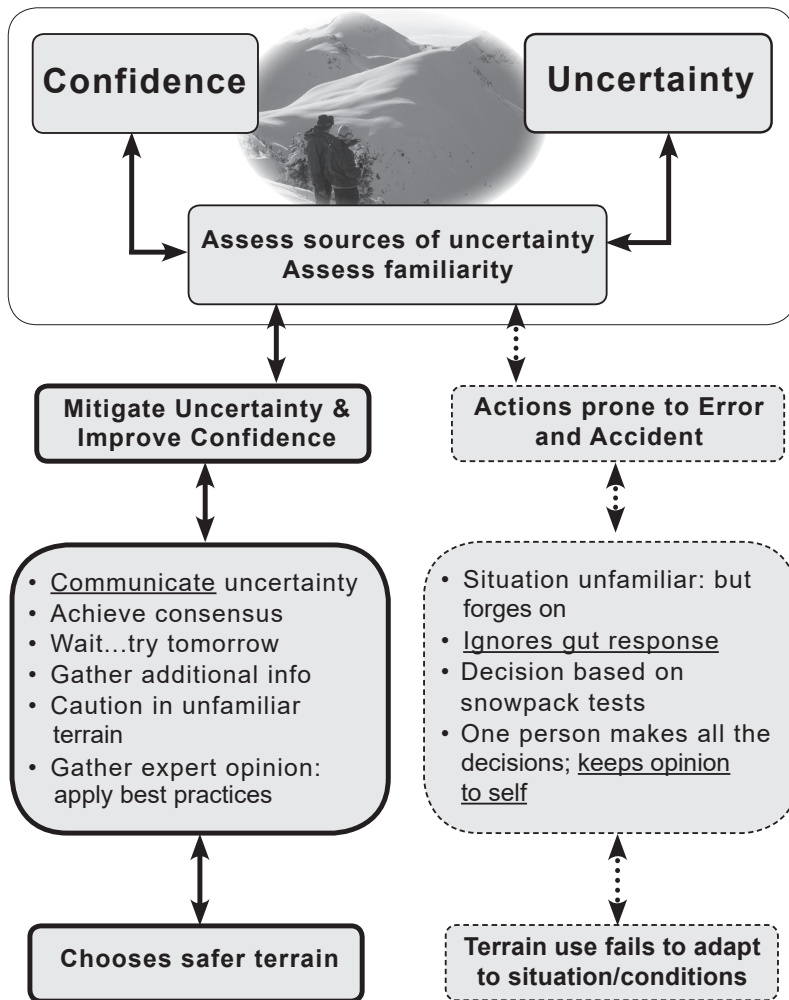 Confidence
Uncertainty
Assess sources of uncertainty
Assess familiarity
Mitigate Uncertainty &
Improve Confidence
• Communicate uncertainty
• Achieve consensus
• Wait...try tomorrow
• Gather additional info
• Caution in unfamiliar
terrain
• Gather expert opinion:
apply best practices
Chooses safer terrain
Actions prone to Error
and Accident
• Situation unfamiliar: but
forges on
• Ignores gut response
• Decision based on
snowpack tests
• One person makes all the
decisions; keeps opinion
to self
Terrain use fails to adapt
to situation/conditions